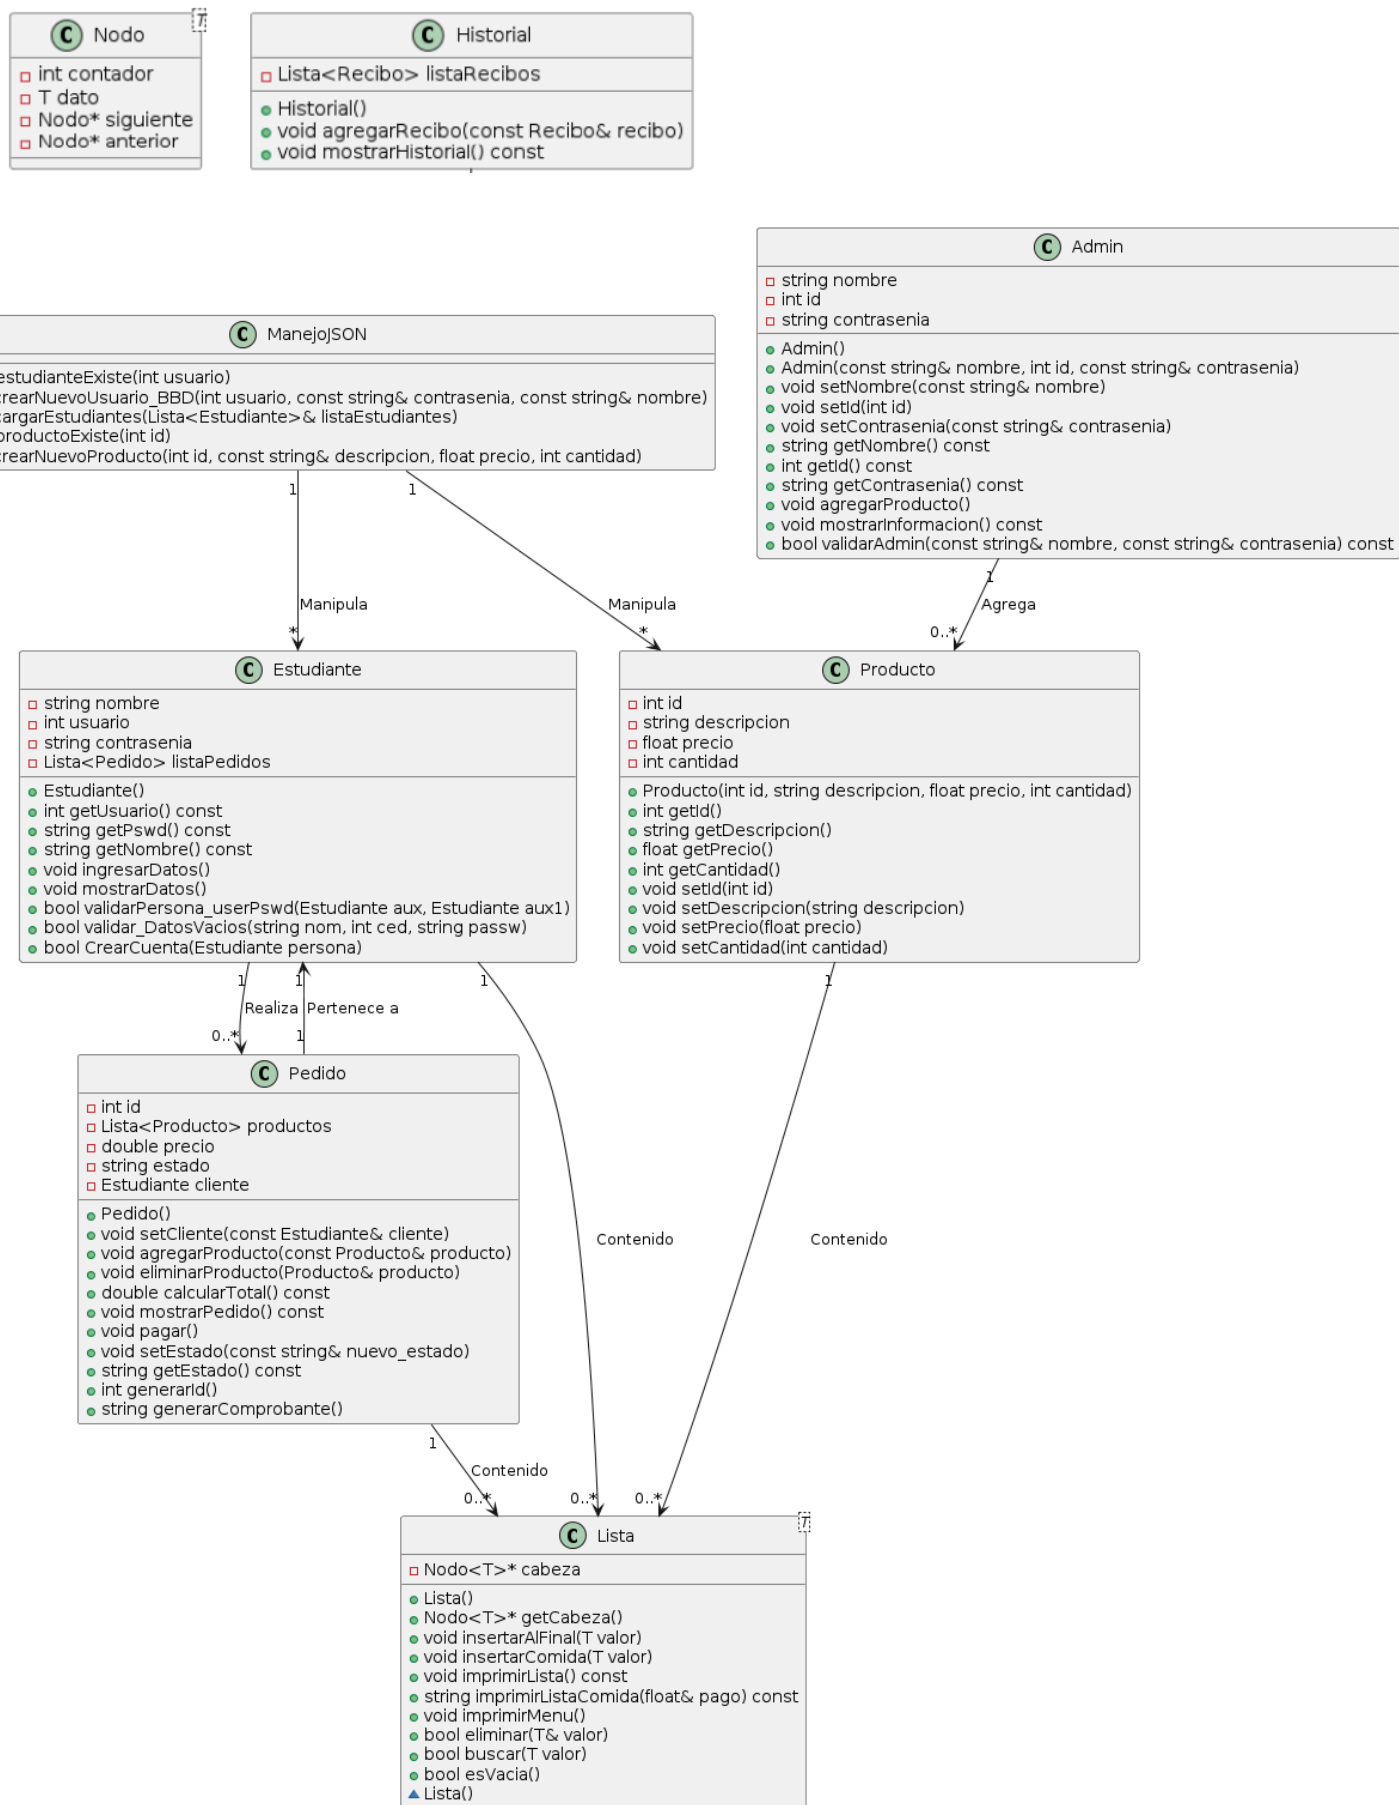 C Nodo
T
int contador
T dato
Nodo* siguiente
Nodo* anterior
C Historial
Lista<Recibo> listaRecibos
Historial()
void agregarRecibo(const Recibo& recibo)
void mostrarHistorial() const
C Admin
string nombre
int id
string contrasenia
Admin()
Admin(const string& nombre, int id, const string& contrasenia)
void setNombre(const string& nombre)
void setId(int id)
void setContrasenia(const string& contrasenia)
string getNombre() const
int getId() const
string getContrasenia() const
void agregarProducto()
void mostrarInformacion() const
bool validarAdmin(const string& nombre, const string& contrasenia) const
C ManejoJSON
estudianteExiste(int usuario)
crearNuevoUsuario_BBD(int usuario, const string& contrasenia, const string& nombre)
cargarEstudiantes(Lista<Estudiante>& listaEstudiantes)
productoExiste(int id)
crearNuevoProducto(int id, const string& descripcion, float precio, int cantidad)
1
1
1
Manipula
Manipula
Agrega
*
*
0..*
C Estudiante
string nombre
int usuario
string contrasenia
Lista<Pedido> listaPedidos
Estudiante()
int getUsuario() const
string getPswd() const
string getNombre() const
void ingresarDatos()
void mostrarDatos()
bool validarPersona_userPswd(Estudiante aux, Estudiante aux1)
bool validar_DatosVacios(string nom, int ced, string passw)
bool CrearCuenta(Estudiante persona)
C Producto
int id
string descripcion
float precio
int cantidad
Producto(int id, string descripcion, float precio, int cantidad)
int getId()
string getDescripcion()
float getPrecio()
int getCantidad()
void setId(int id)
void setDescripcion(string descripcion)
void setPrecio(float precio)
void setCantidad(int cantidad)
1
1
1
1
Realiza
Pertenece a
0..*
1
C Pedido
int id
Lista<Producto> productos
double precio
string estado
Estudiante cliente
Pedido()
void setCliente(const Estudiante& cliente)
void agregarProducto(const Producto& producto)
void eliminarProducto(Producto& producto)
double calcularTotal() const
void mostrarPedido() const
void pagar()
void setEstado(const string& nuevo_estado)
string getEstado() const
int generarId()
string generarComprobante()
Contenido
Contenido
1
Contenido
0..*
0..*
0..*
C Lista
T
Nodo<T>* cabeza
Lista()
Nodo<T>* getCabeza()
void insertarAlFinal(T valor)
void insertarComida(T valor)
void imprimirLista() const
string imprimirListaComida(float& pago) const
void imprimirMenu()
bool eliminar(T& valor)
bool buscar(T valor)
bool esVacia()
Lista()